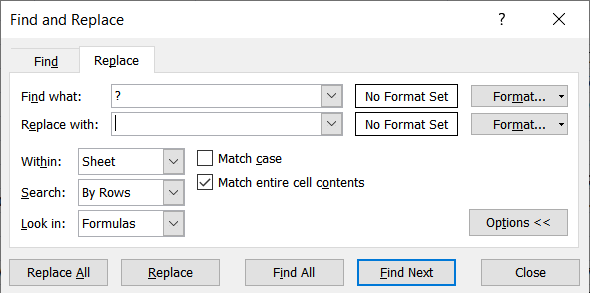 Find and Replace ? ×
Find Replace
Find what: ? No Format Set Format...
Replace with: No Format Set Format...
Within: Sheet Match case
Search: By Rows Match entire cell contents
Look in: Formulas Options <<
Replace All Replace Find All Find Next Close